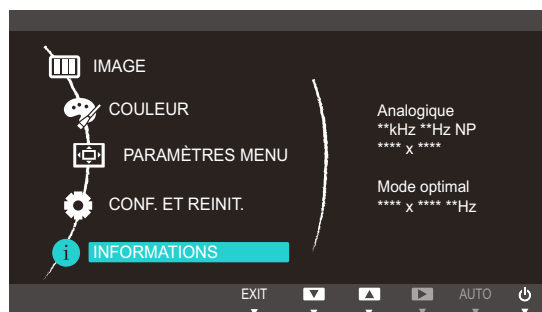 IMAGE
COULEUR
PARAMÈTRES MENU
CONF. ET REINIT.
i INFORMATIONS
Analogique
**kHz **Hz NP
**** x ****
Mode optimal
**** x **** **Hz
EXIT AUTO